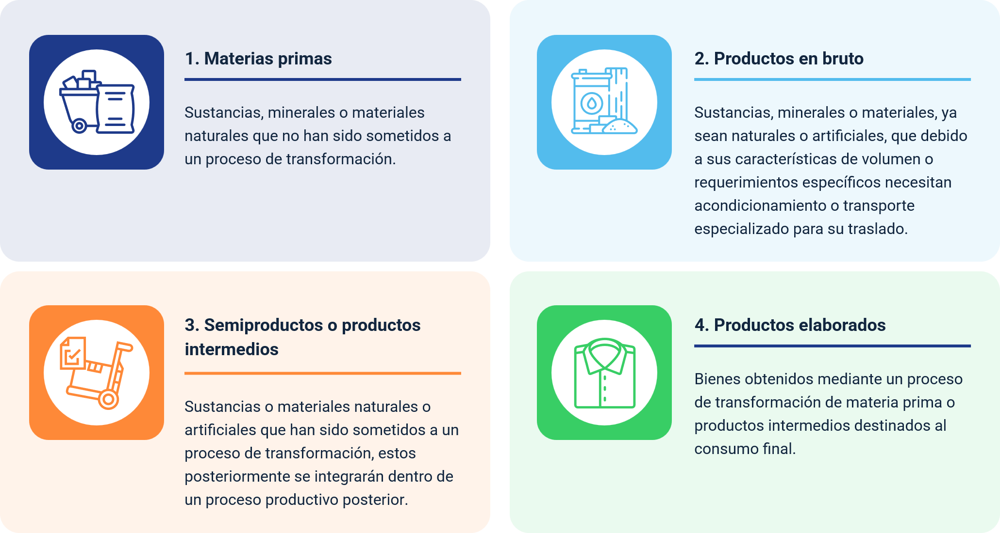 1. Materias primas
Sustancias, minerales o materiales
naturales que no han sido sometidos a
un proceso de transformación.
2. Productos en bruto
Sustancias, minerales o materiales, ya
sean naturales o artificiales, que debido
a sus características de volumen o
requerimientos específicos necesitan
acondicionamiento o transporte
especializado para su traslado.
3. Semiproductos o productos
intermedios
Sustancias o materiales naturales o
artificiales que han sido sometidos a un
proceso de transformación, estos
posteriormente se integrarán dentro de
un proceso productivo posterior.
4. Productos elaborados
Bienes obtenidos mediante un proceso
de transformación de materia prima o
productos intermedios destinados al
consumo final.